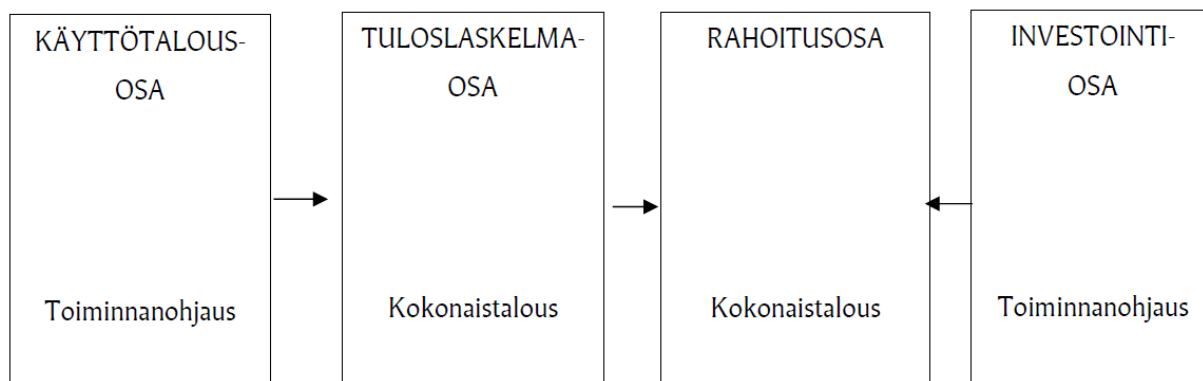 KÄYTTÖTALOUS-
OSA
Toiminnanohjaus
TULOSLASKELMA-
OSA
Kokonaistalous
RAHOITUSOSA
Kokonaistalous
INVESTOINTI-
OSA
Toiminnanohjaus